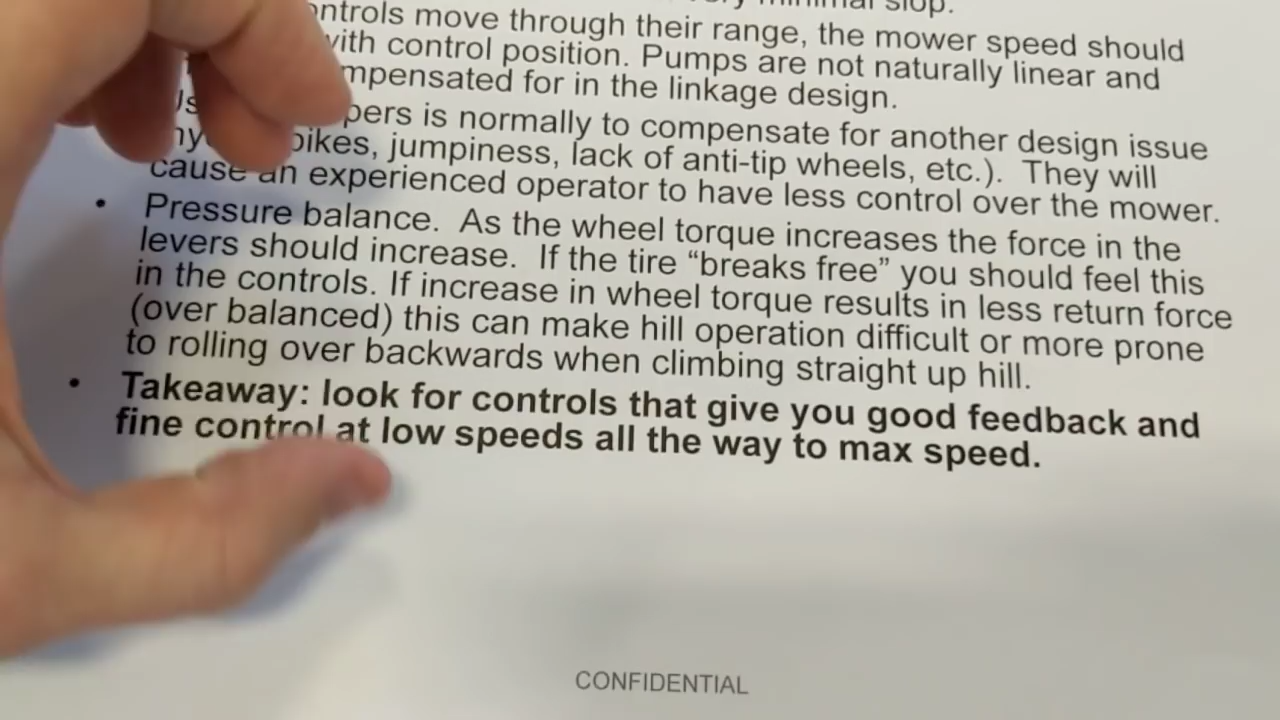 minimal slop.
ontrols move through their range, the mower speed should
with control position. Pumps are not naturally linear and
mpensated for in the linkage design.
Us pers is normally to compensate for another design issue
hy pikes, jumpiness, lack of anti-tip wheels, etc.). They will
cause an experienced operator to have less control over the mower.
• Pressure balance. As the wheel torque increases the force in the
levers should increase. If the tire “breaks free” you should feel this
in the controls. If increase in wheel torque results in less return force
(over balanced) this can make hill operation difficult or more prone
to rolling over backwards when climbing straight up hill.
• Takeaway: look for controls that give you good feedback and
fine control at low speeds all the way to max speed.
CONFIDENTIAL